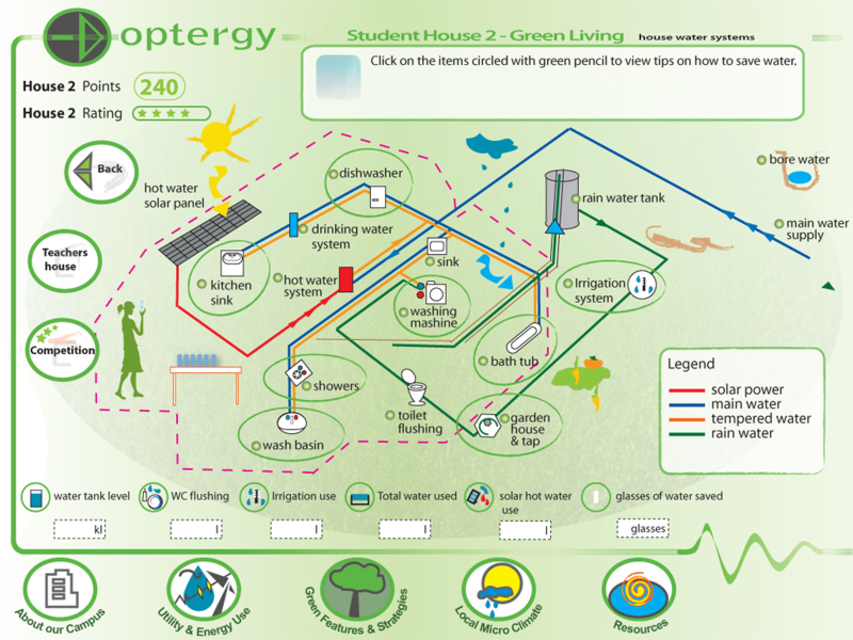 optergy
Student House 2 - Green Living house water systems
Click on the items circled with green pencil to view tips on how to save water.
House 2 Points 240
House 2 Rating
Back
Teachers
house
Competition
hot water
solar panel
dishwasher
drinking water
system
kitchen
sink
hot water
system
sink
washing
mashine
rain water tank
bore water
main water
supply
Irrigation
system
bath tub
showers
wash basin
toilet
flushing
garden
house
& tap
Legend
solar power
main water
tempered water
rain water
water tank level
WC flushing
Irrigation use
Total water used
solar hot water
use
glasses of water saved
kl
l
l
l
l
glasses
About our Campus
Utility & Energy Use
Green Features & Strategies
Local Micro Climate
Resources